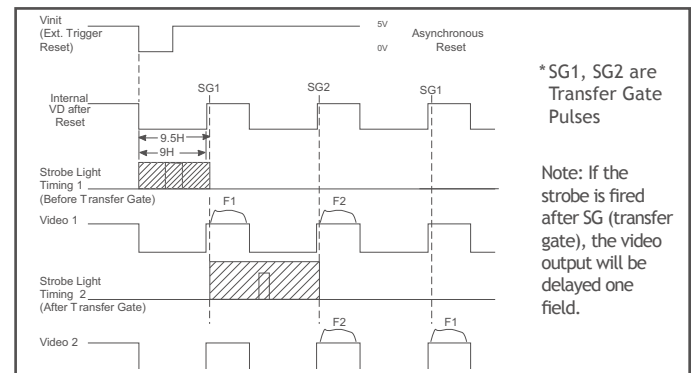 Vinit
(Ext. Trigger
Reset)
5V
0V
Asynchronous
Reset
SG1
SG2
SG1
Internal
VD after
Reset
9.5H
9H
Strobe Light
Timing 1
(Before Transfer Gate)
F1
F2
Video 1
Strobe Light
Timing 2
(After Transfer Gate)
F2
F1
Video 2
*SG1, SG2 are
Transfer Gate
Pulses
Note: If the
strobe is fired
after SG (transfer
gate), the video
output will be
delayed one
field.